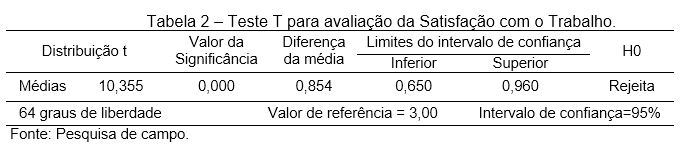 Tabela 2 – Teste T para avaliação da Satisfação com o Trabalho.
Distribuição t Valor da Significância Diferença da média Limites do intervalo de confiança H0
Inferior Superior
Médias 10,355 0,000 0,854 0,650 0,960 Rejeita
64 graus de liberdade Valor de referência = 3,00 Intervalo de confiança=95%
Fonte: Pesquisa de campo.